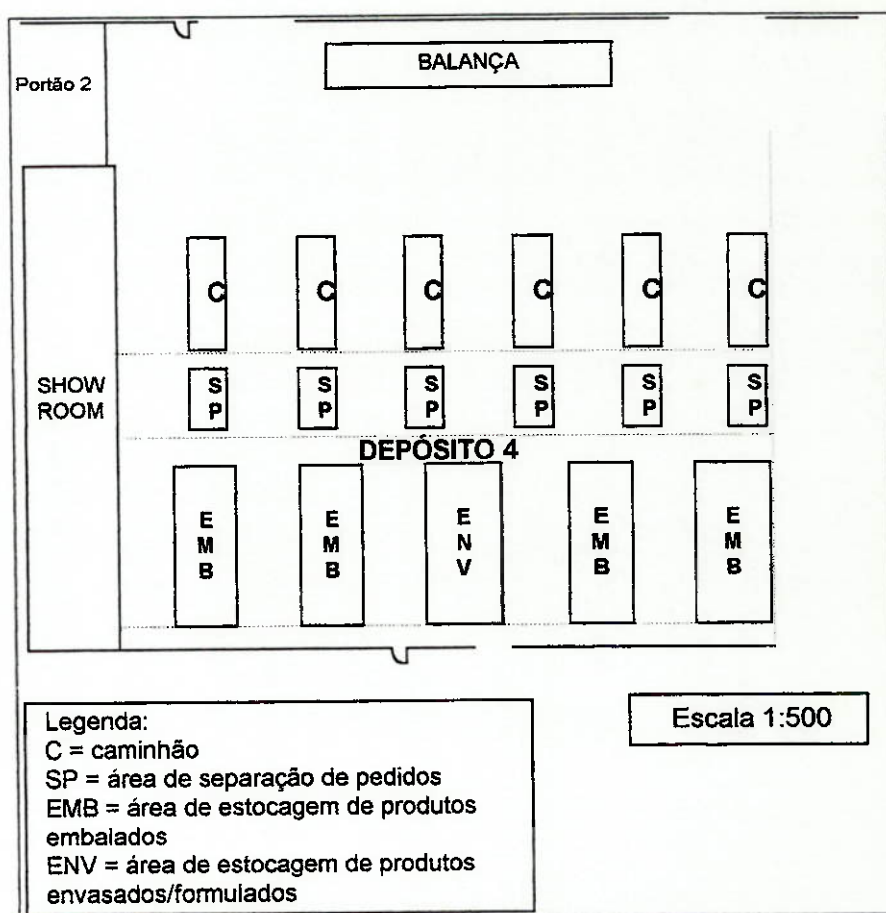 BALANÇA
Portão 2
C C C C C C
SHOW
ROOM
S S S S S S
P P P P P P
DEPÓSITO 4
E E E E E
M M N M M
B B V B B
Legenda:
C = caminhão
SP = área de separação de pedidos
EMB = área de estocagem de produtos
embalados
ENV = área de estocagem de produtos
envasados/formulados
Escala 1:500